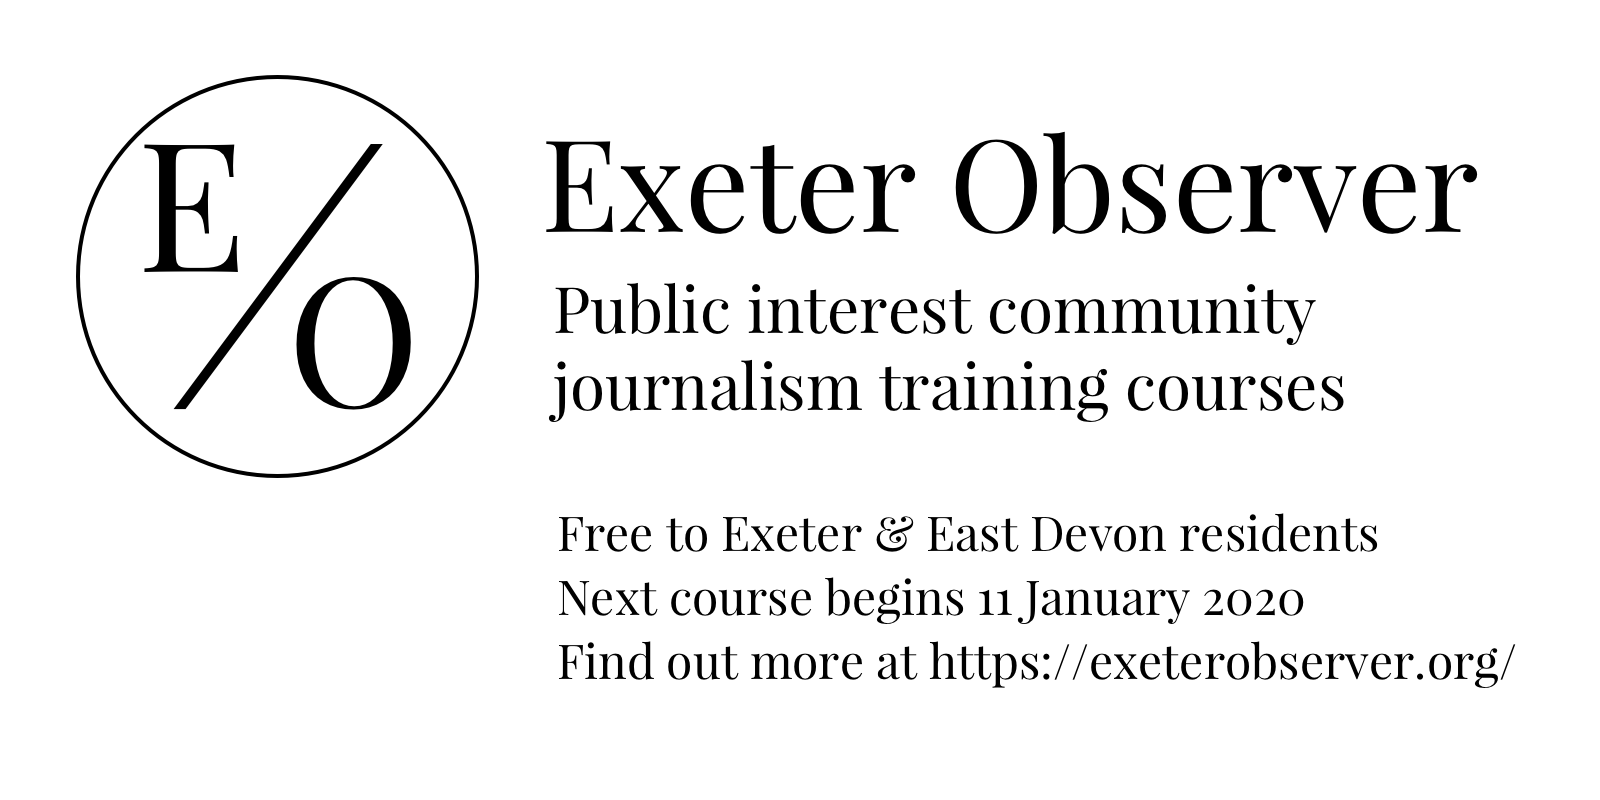 E/O
Exeter Observer
Public interest community
journalism training courses
Free to Exeter & East Devon residents
Next course begins 11 January 2020
Find out more at https://exeterobserver.org/